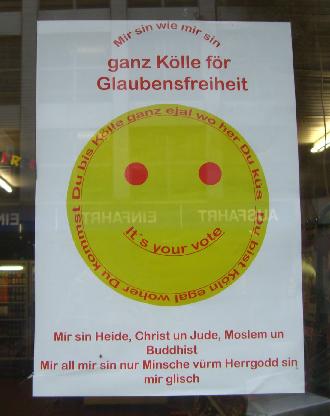 Mir sin wie mir sin
ganz Kölle för
Glaubensfreiheit
Du bis Kölle ganz ejal wo her Du küs
Du bist Köln egal woher Du kommst
It´s your vote
EINFAHRT
AUSFAHRT
Mir sin Heide, Christ un Jude, Moslem un
Buddhist
Mir all mir sin nur Minsche vürm Herrgodd sin
mir glisch